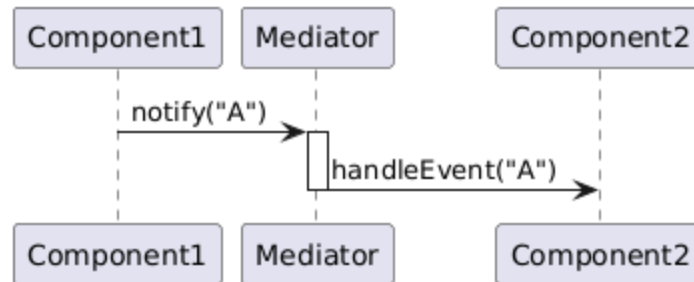 Component1 Mediator Component2
notify("A")
handleEvent("A")
Component1 Mediator Component2